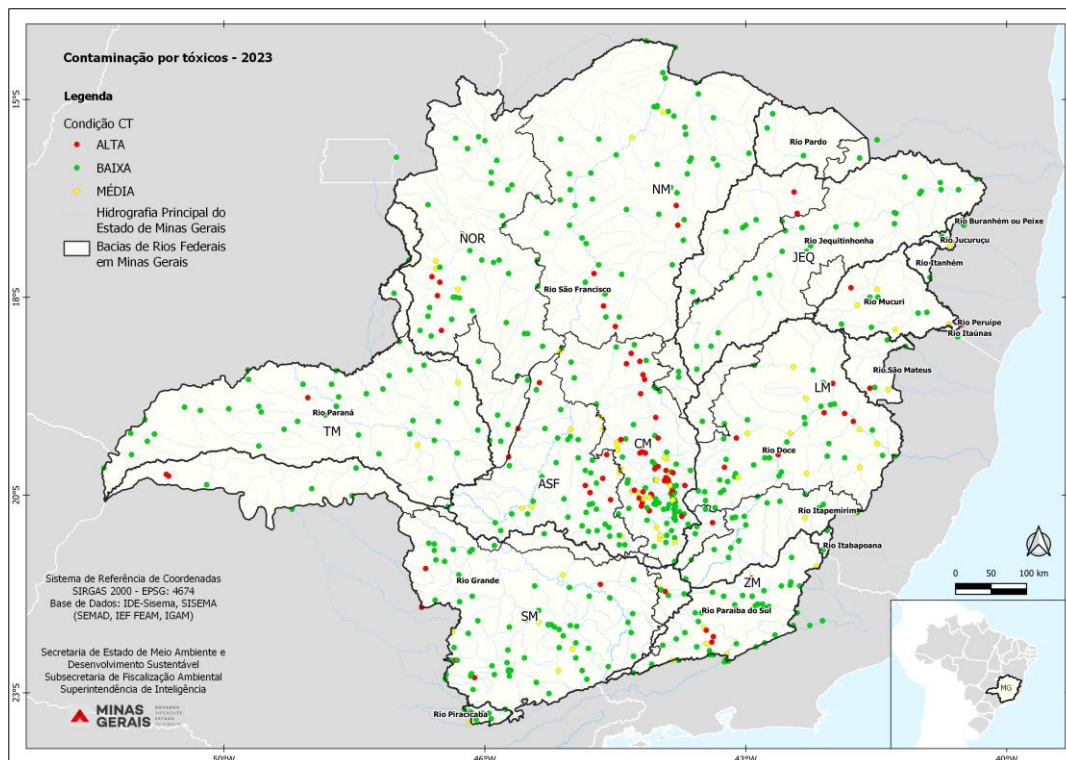 Contaminação por tóxicos - 2023
Legenda
Condição CT
ALTA
BAIXA
MÉDIA
Hidrografia Principal do
Estado de Minas Gerais
Bacias de Rios Federais
em Minas Gerais
15°S
18°S
20°S
23°S
Rio Pardo
NM
NOR
Rio Buranhém ou Peixe
Rio Jequitinhonha
Rio Jucuruçu
JEQ
Rio Itanhém
Rio São Francisco
Rio Mucuri
Rio Peruipe
Rio Itaúnas
Rio São Mateus
LM
Rio Paraná
TM
CM
Rio Doce
ASF
Rio Itapemirim
Rio Itabapoana
Rio Grande
ZM
Rio Paraíba do Sul
SM
Rio Piracicaba
0 50 100 km
Sistema de Referência de Coordenadas
SIRGAS 2000 - EPSG: 4674
Base de Dados: IDE-Sisema, SISEMA
(SEMAD, IEF FEAM, IGAM)
Secretaria de Estado de Meio Ambiente e
Desenvolvimento Sustentável
Subsecretaria de Fiscalização Ambiental
Superintendência de Inteligência
MINAS
GERAIS
GOVERNO
DIFERENTE
ESTADO
EFICIENTE
MG
50°W
46°W
43°W
40°W